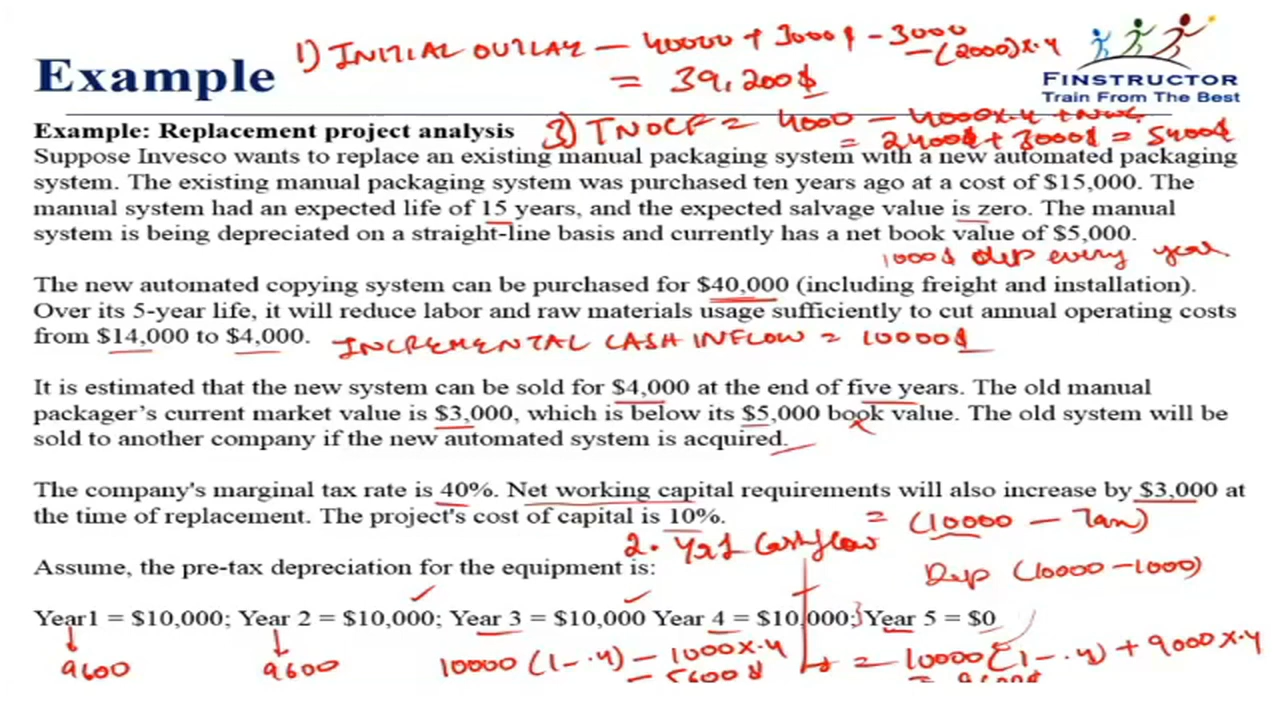 1) INITIAL OUTLAY - 40000 + 3000$ - 3000
- (2000)x.4
= 39,200$
Example
FINSTRUCTOR
Train From The Best
Example: Replacement project analysis
3) TNOCF = 4000 - 4000x.4 + NWC
= 2400$ + 3000$ = 5400$
Suppose Invesco wants to replace an existing manual packaging system with a new automated packaging
system. The existing manual packaging system was purchased ten years ago at a cost of $15,000. The
manual system had an expected life of 15 years, and the expected salvage value is zero. The manual
system is being depreciated on a straight-line basis and currently has a net book value of $5,000.
1000$ dep every year
The new automated copying system can be purchased for $40,000 (including freight and installation).
Over its 5-year life, it will reduce labor and raw materials usage sufficiently to cut annual operating costs
from $14,000 to $4,000.
INCREMENTAL CASH INFLOW = 10000$
It is estimated that the new system can be sold for $4,000 at the end of five years. The old manual
packager's current market value is $3,000, which is below its $5,000 book value. The old system will be
sold to another company if the new automated system is acquired.
The company's marginal tax rate is 40%. Net working capital requirements will also increase by $3,000 at
the time of replacement. The project's cost of capital is 10%.
2. Yr1 Cashflow = (10000 - Tax)
Dep (10000 - 1000)
Assume, the pre-tax depreciation for the equipment is:
Year1 = $10,000; Year 2 = $10,000; Year 3 = $10,000 Year 4 = $10,000; Year 5 = $0
9600
9600
10000 (1-.4) - 1000x.4
= 5600$
= 10000 (1-.4) + 9000x.4
= 9600$